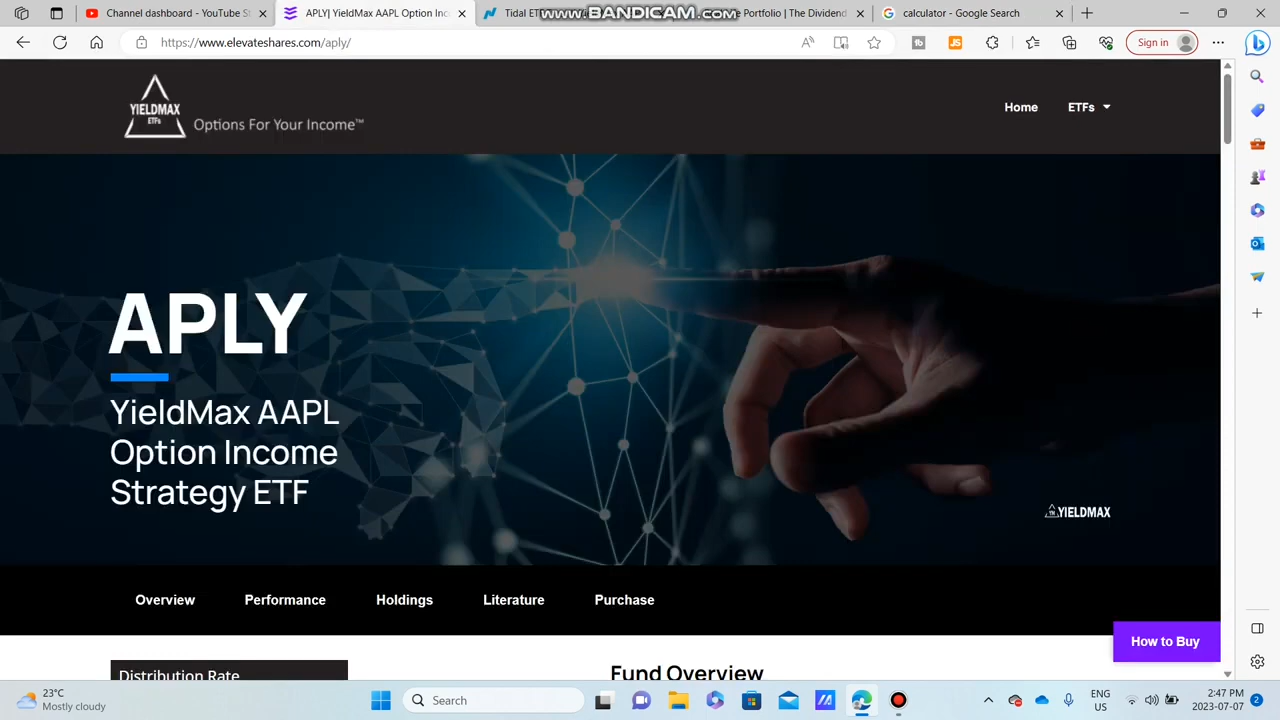 Channel dashboard - YouTube St
APLY| YieldMax AAPL Option Inc
Tidal ET
www.BANDICAM.com
Portfolio | The Dividend
calculator - Google Search
https://www.elevateshares.com/aply/
Sign in
YIELDMAX
ETFs
Options For Your Income™
Home
ETFs
APLY
YieldMax AAPL
Option Income
Strategy ETF
YIELDMAX
Overview
Performance
Holdings
Literature
Purchase
How to Buy
Distribution Rate
Fund Overview
23°C
Mostly cloudy
Search
ENG
US
2:47 PM
2023-07-07
2